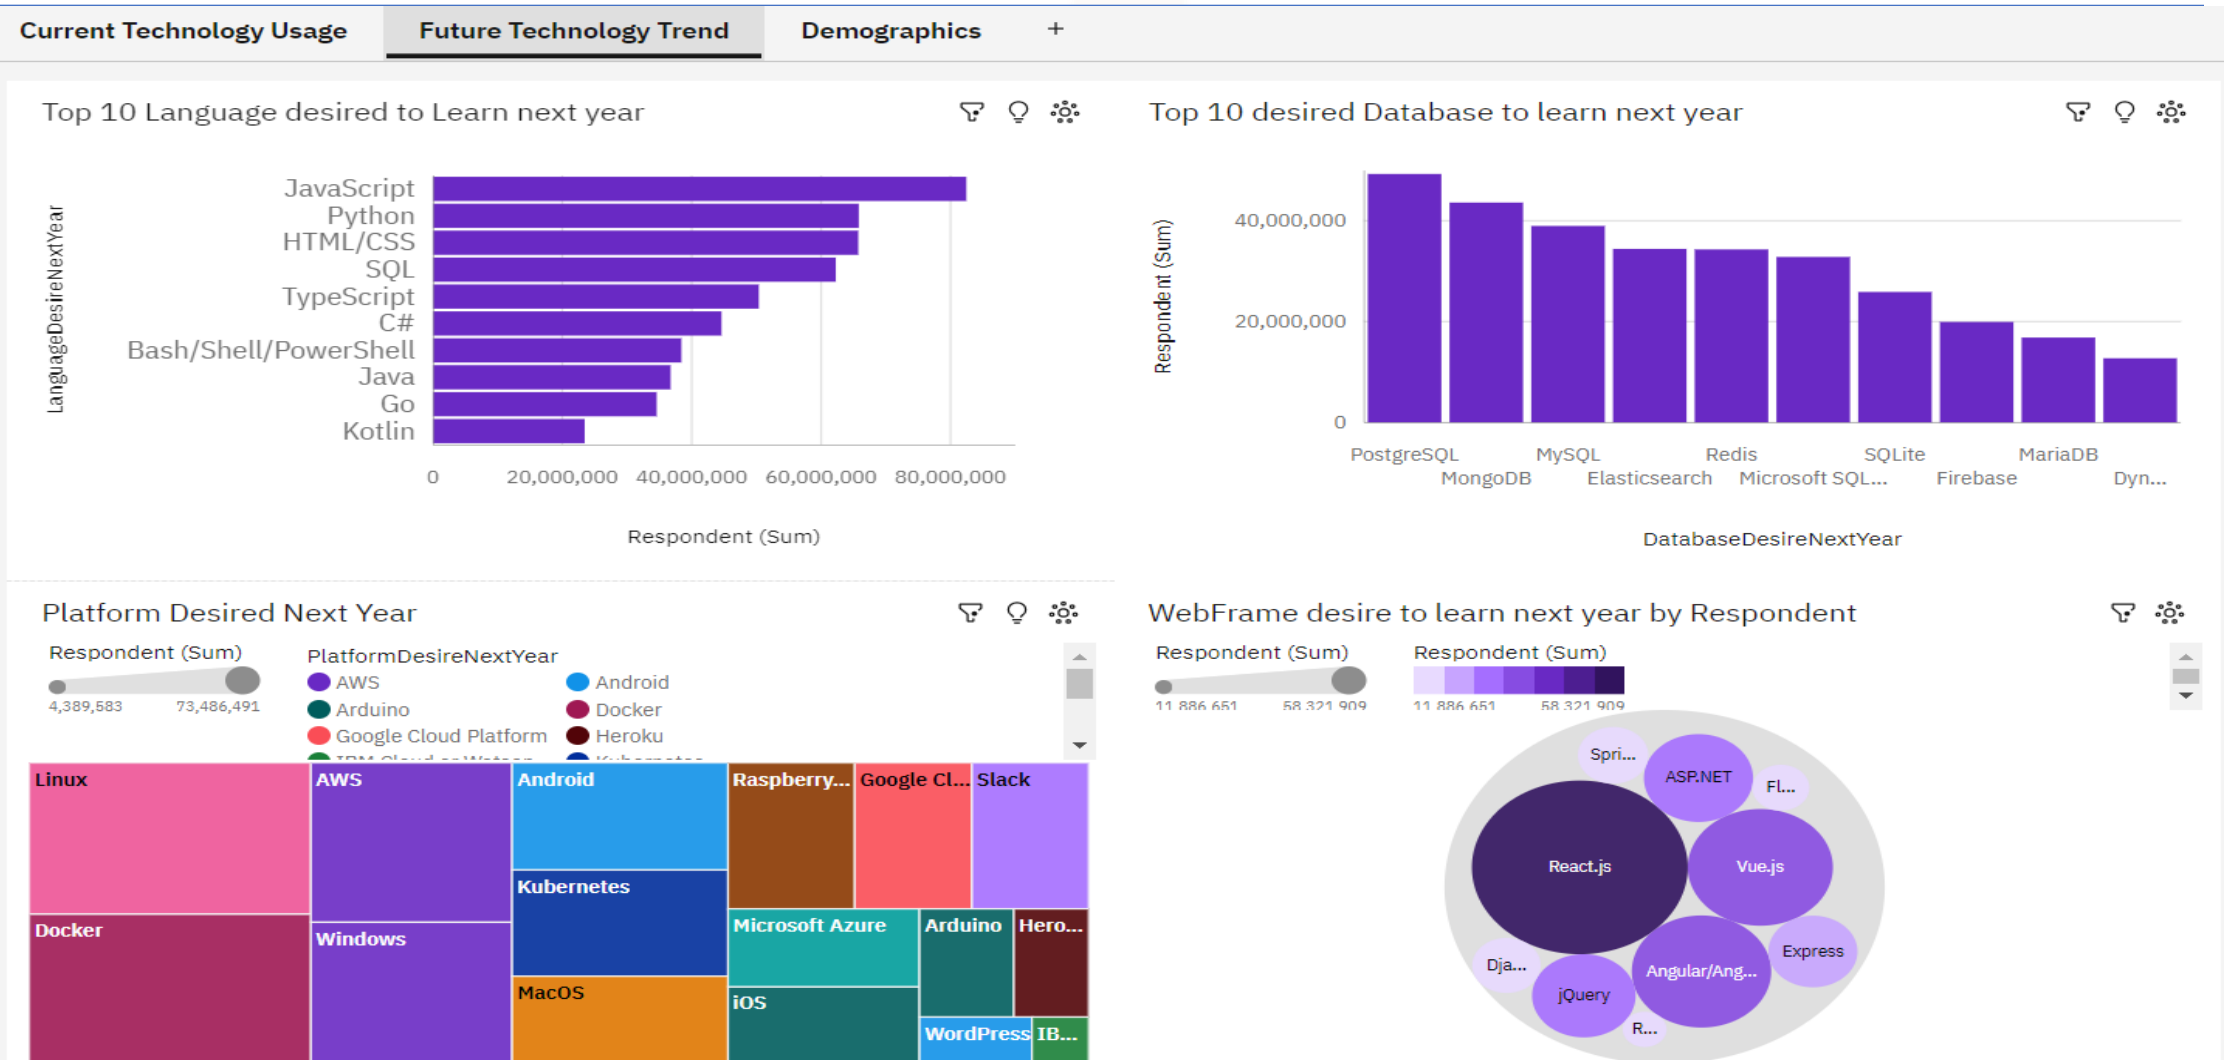 Current Technology Usage
Future Technology Trend
Demographics
+
Top 10 Language desired to Learn next year
LanguageDesireNextYear
JavaScript
Python
HTML/CSS
SQL
TypeScript
C#
Bash/Shell/PowerShell
Java
Go
Kotlin
0 20,000,000 40,000,000 60,000,000 80,000,000
Respondent (Sum)
Top 10 desired Database to learn next year
Respondent (Sum)
40,000,000
20,000,000
0
PostgreSQL MySQL Redis SQLite MariaDB
MongoDB Elasticsearch Microsoft SQL... Firebase Dyn...
DatabaseDesireNextYear
Platform Desired Next Year
Respondent (Sum)
4,389,583 73,486,491
PlatformDesireNextYear
AWS Android
Arduino Docker
Google Cloud Platform Heroku
IBM Cloud or Watson Kubernetes
Linux
AWS
Android
Raspberry...
Google Cl...
Slack
Kubernetes
Docker
Windows
Microsoft Azure
Arduino
Hero...
MacOS
iOS
WordPress
IB...
WebFrame desire to learn next year by Respondent
Respondent (Sum)
11,886,651 58,321,909
Respondent (Sum)
11,886,651 58,321,909
Spri...
ASP.NET
Fl...
React.js
Vue.js
Express
Dja...
Angular/Ang...
jQuery
R...